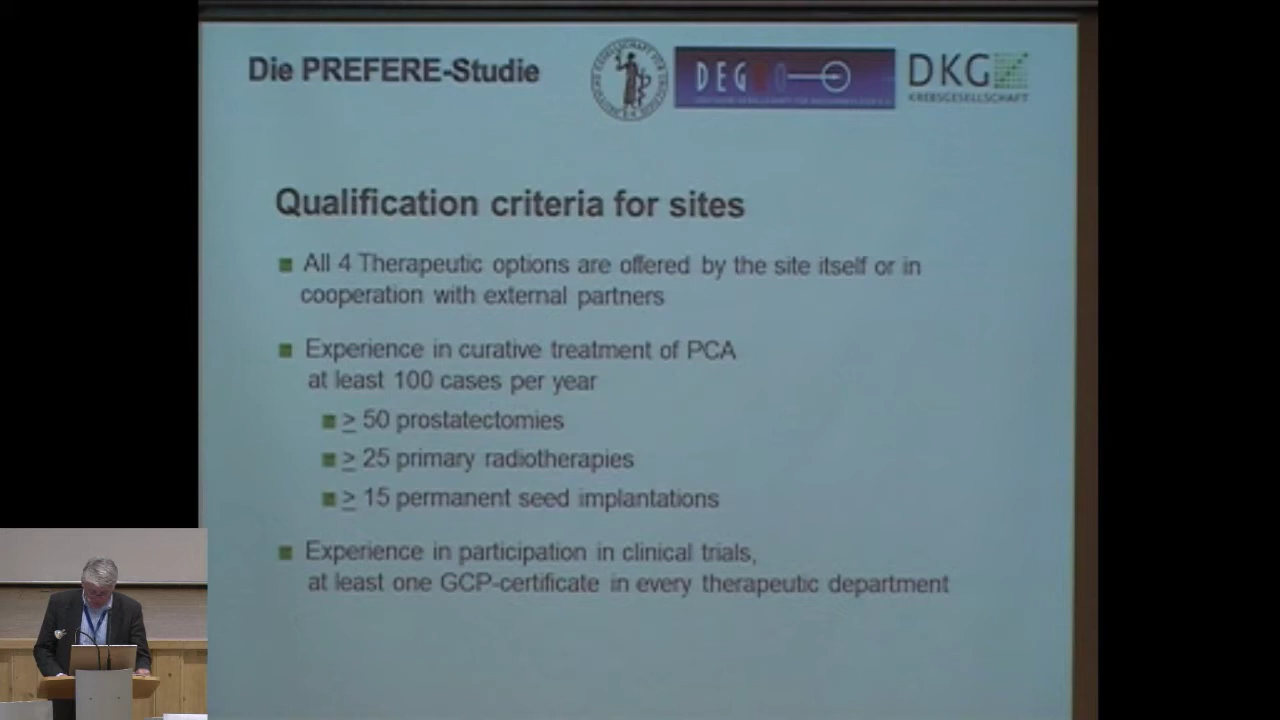 Die PREFERE-Studie
DEGRO
DKG
KREBSGESELLSCHAFT
Qualification criteria for sites
All 4 Therapeutic options are offered by the site itself or in
cooperation with external partners
Experience in curative treatment of PCA
at least 100 cases per year
≥ 50 prostatectomies
≥ 25 primary radiotherapies
≥ 15 permanent seed implantations
Experience in participation in clinical trials,
at least one GCP-certificate in every therapeutic department